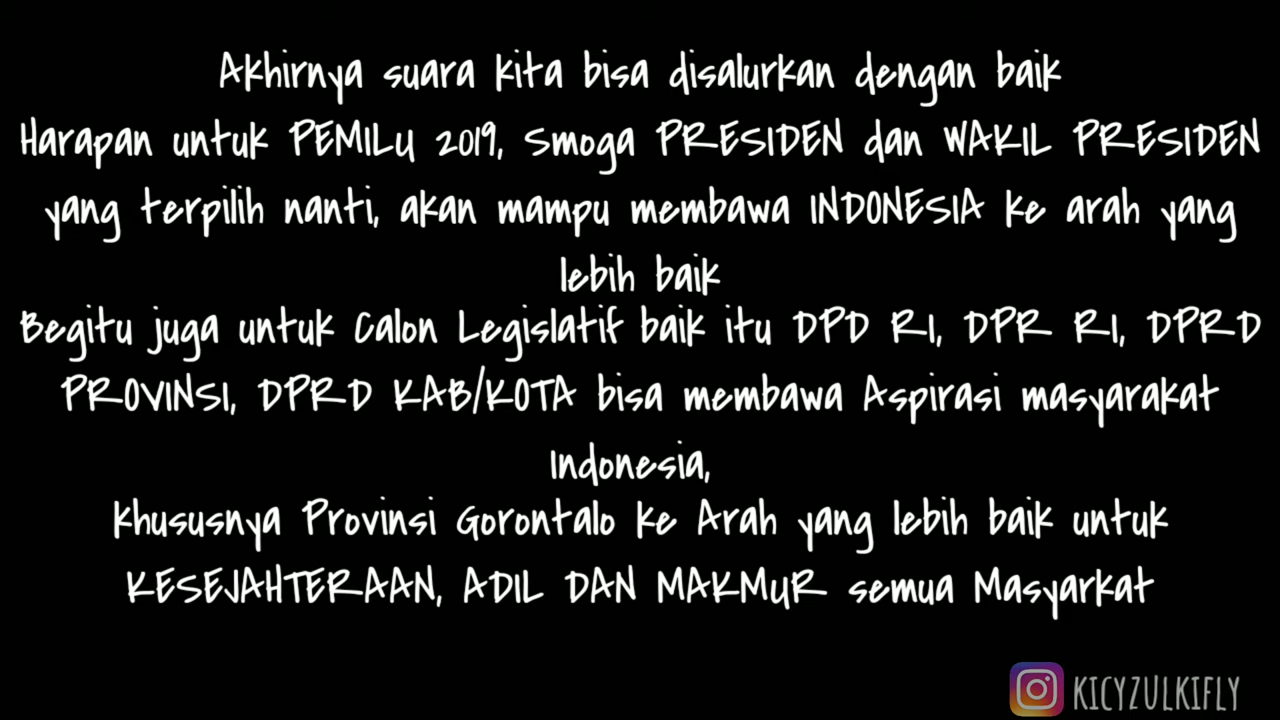 Akhirnya suara kita bisa disalurkan dengan baik
Harapan untuk PEMILU 2019, Smoga PRESIDEN dan WAKIL PRESIDEN
yang terpilih nanti, akan mampu membawa INDONESIA ke arah yang
lebih baik
Begitu juga untuk Calon Legislatif baik itu DPD RI, DPR RI, DPRD
PROVINSI, DPRD KAB/KOTA bisa membawa Aspirasi masyarakat
Indonesia,
Khususnya Provinsi Gorontalo ke Arah yang lebih baik untuk
KESEJAHTERAAN, ADIL DAN MAKMUR semua Masyarkat
KICYZULKIFLY